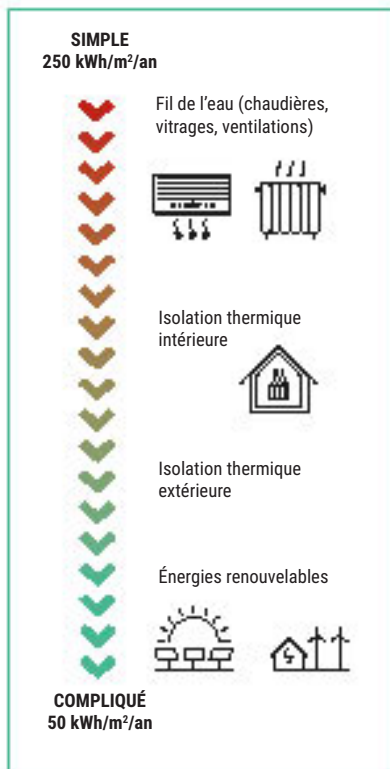 SIMPLE
250 kWh/m²/an
Fil de l'eau (chaudières,
vitrages, ventilations)
Isolation thermique
intérieure
Isolation thermique
extérieure
Énergies renouvelables
COMPLIQUÉ
50 kWh/m²/an